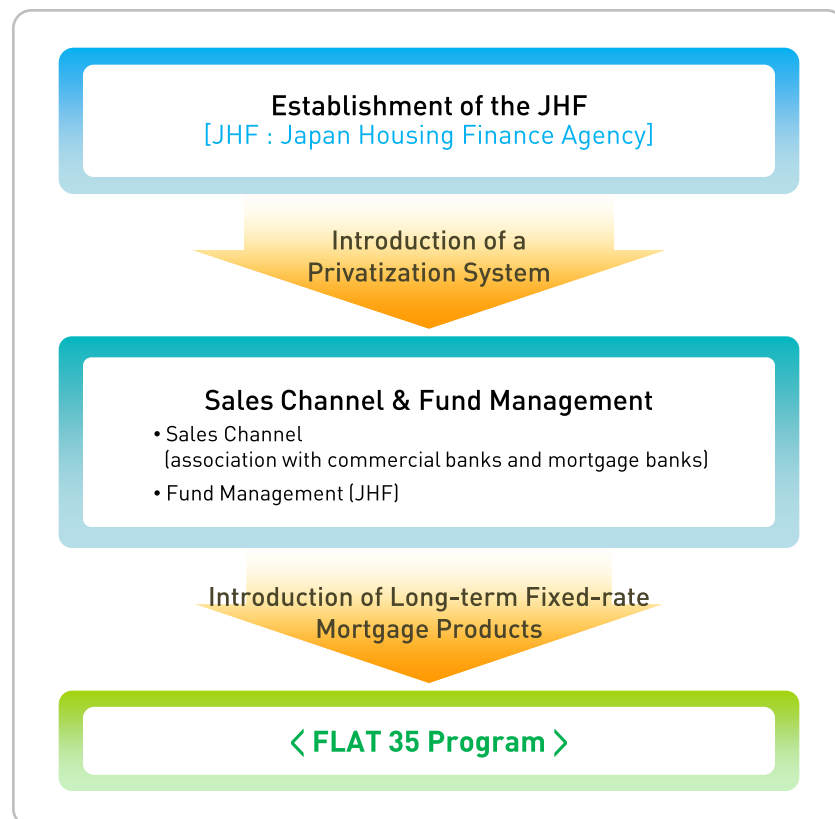 Establishment of the JHF
[JHF : Japan Housing Finance Agency]
Introduction of a
Privatization System
Sales Channel & Fund Management
• Sales Channel
(association with commercial banks and mortgage banks)
• Fund Management (JHF)
Introduction of Long-term Fixed-rate
Mortgage Products
< FLAT 35 Program >